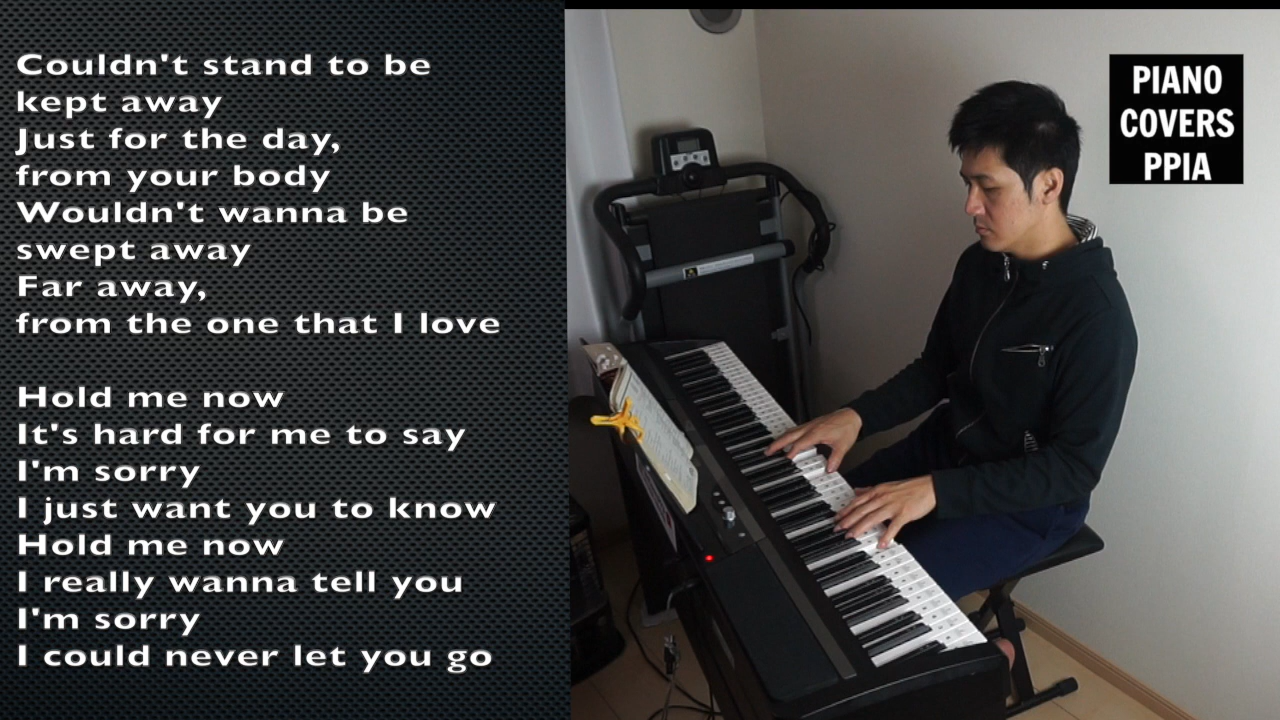 Couldn't stand to be
kept away
Just for the day,
from your body
Wouldn't wanna be
swept away
Far away,
from the one that I love
Hold me now
It's hard for me to say
I'm sorry
I just want you to know
Hold me now
I really wanna tell you
I'm sorry
I could never let you go
PIANO
COVERS
PPIA